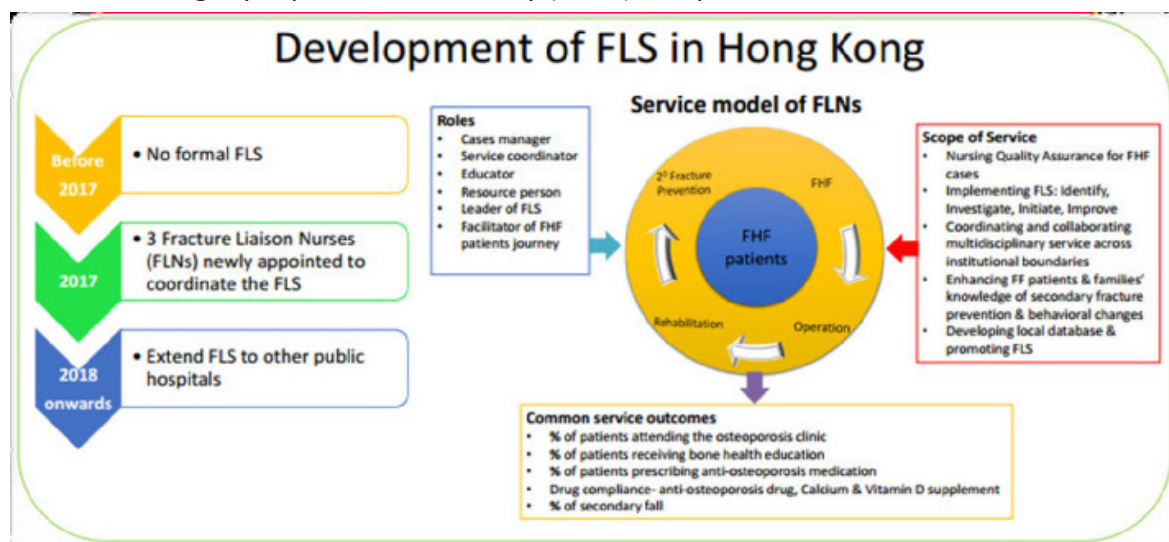 Development of FLS in Hong Kong
Before
2017
• No formal FLS
2017
• 3 Fracture Liaison Nurses
(FLNs) newly appointed to
coordinate the FLS
2018
onwards
• Extend FLS to other public
hospitals
Roles
• Cases manager
• Service coordinator
• Educator
• Resource person
• Leader of FLS
• Facilitator of FHF
patients journey
Service model of FLNs
2⁰ Fracture
Prevention
FHF
FHF
patients
Rehabilitation
Operation
Scope of Service
• Nursing Quality Assurance for FHF
cases
• Implementing FLS: Identify,
Investigate, Initiate, Improve
• Coordinating and collaborating
multidisciplinary service across
institutional boundaries
• Enhancing FF patients & families'
knowledge of secondary fracture
prevention & behavioral changes
• Developing local database &
promoting FLS
Common service outcomes
• % of patients attending the osteoporosis clinic
• % of patients receiving bone health education
• % of patients prescribing anti-osteoporosis medication
• Drug compliance- anti-osteoporosis drug, Calcium & Vitamin D supplement
• % of secondary fall